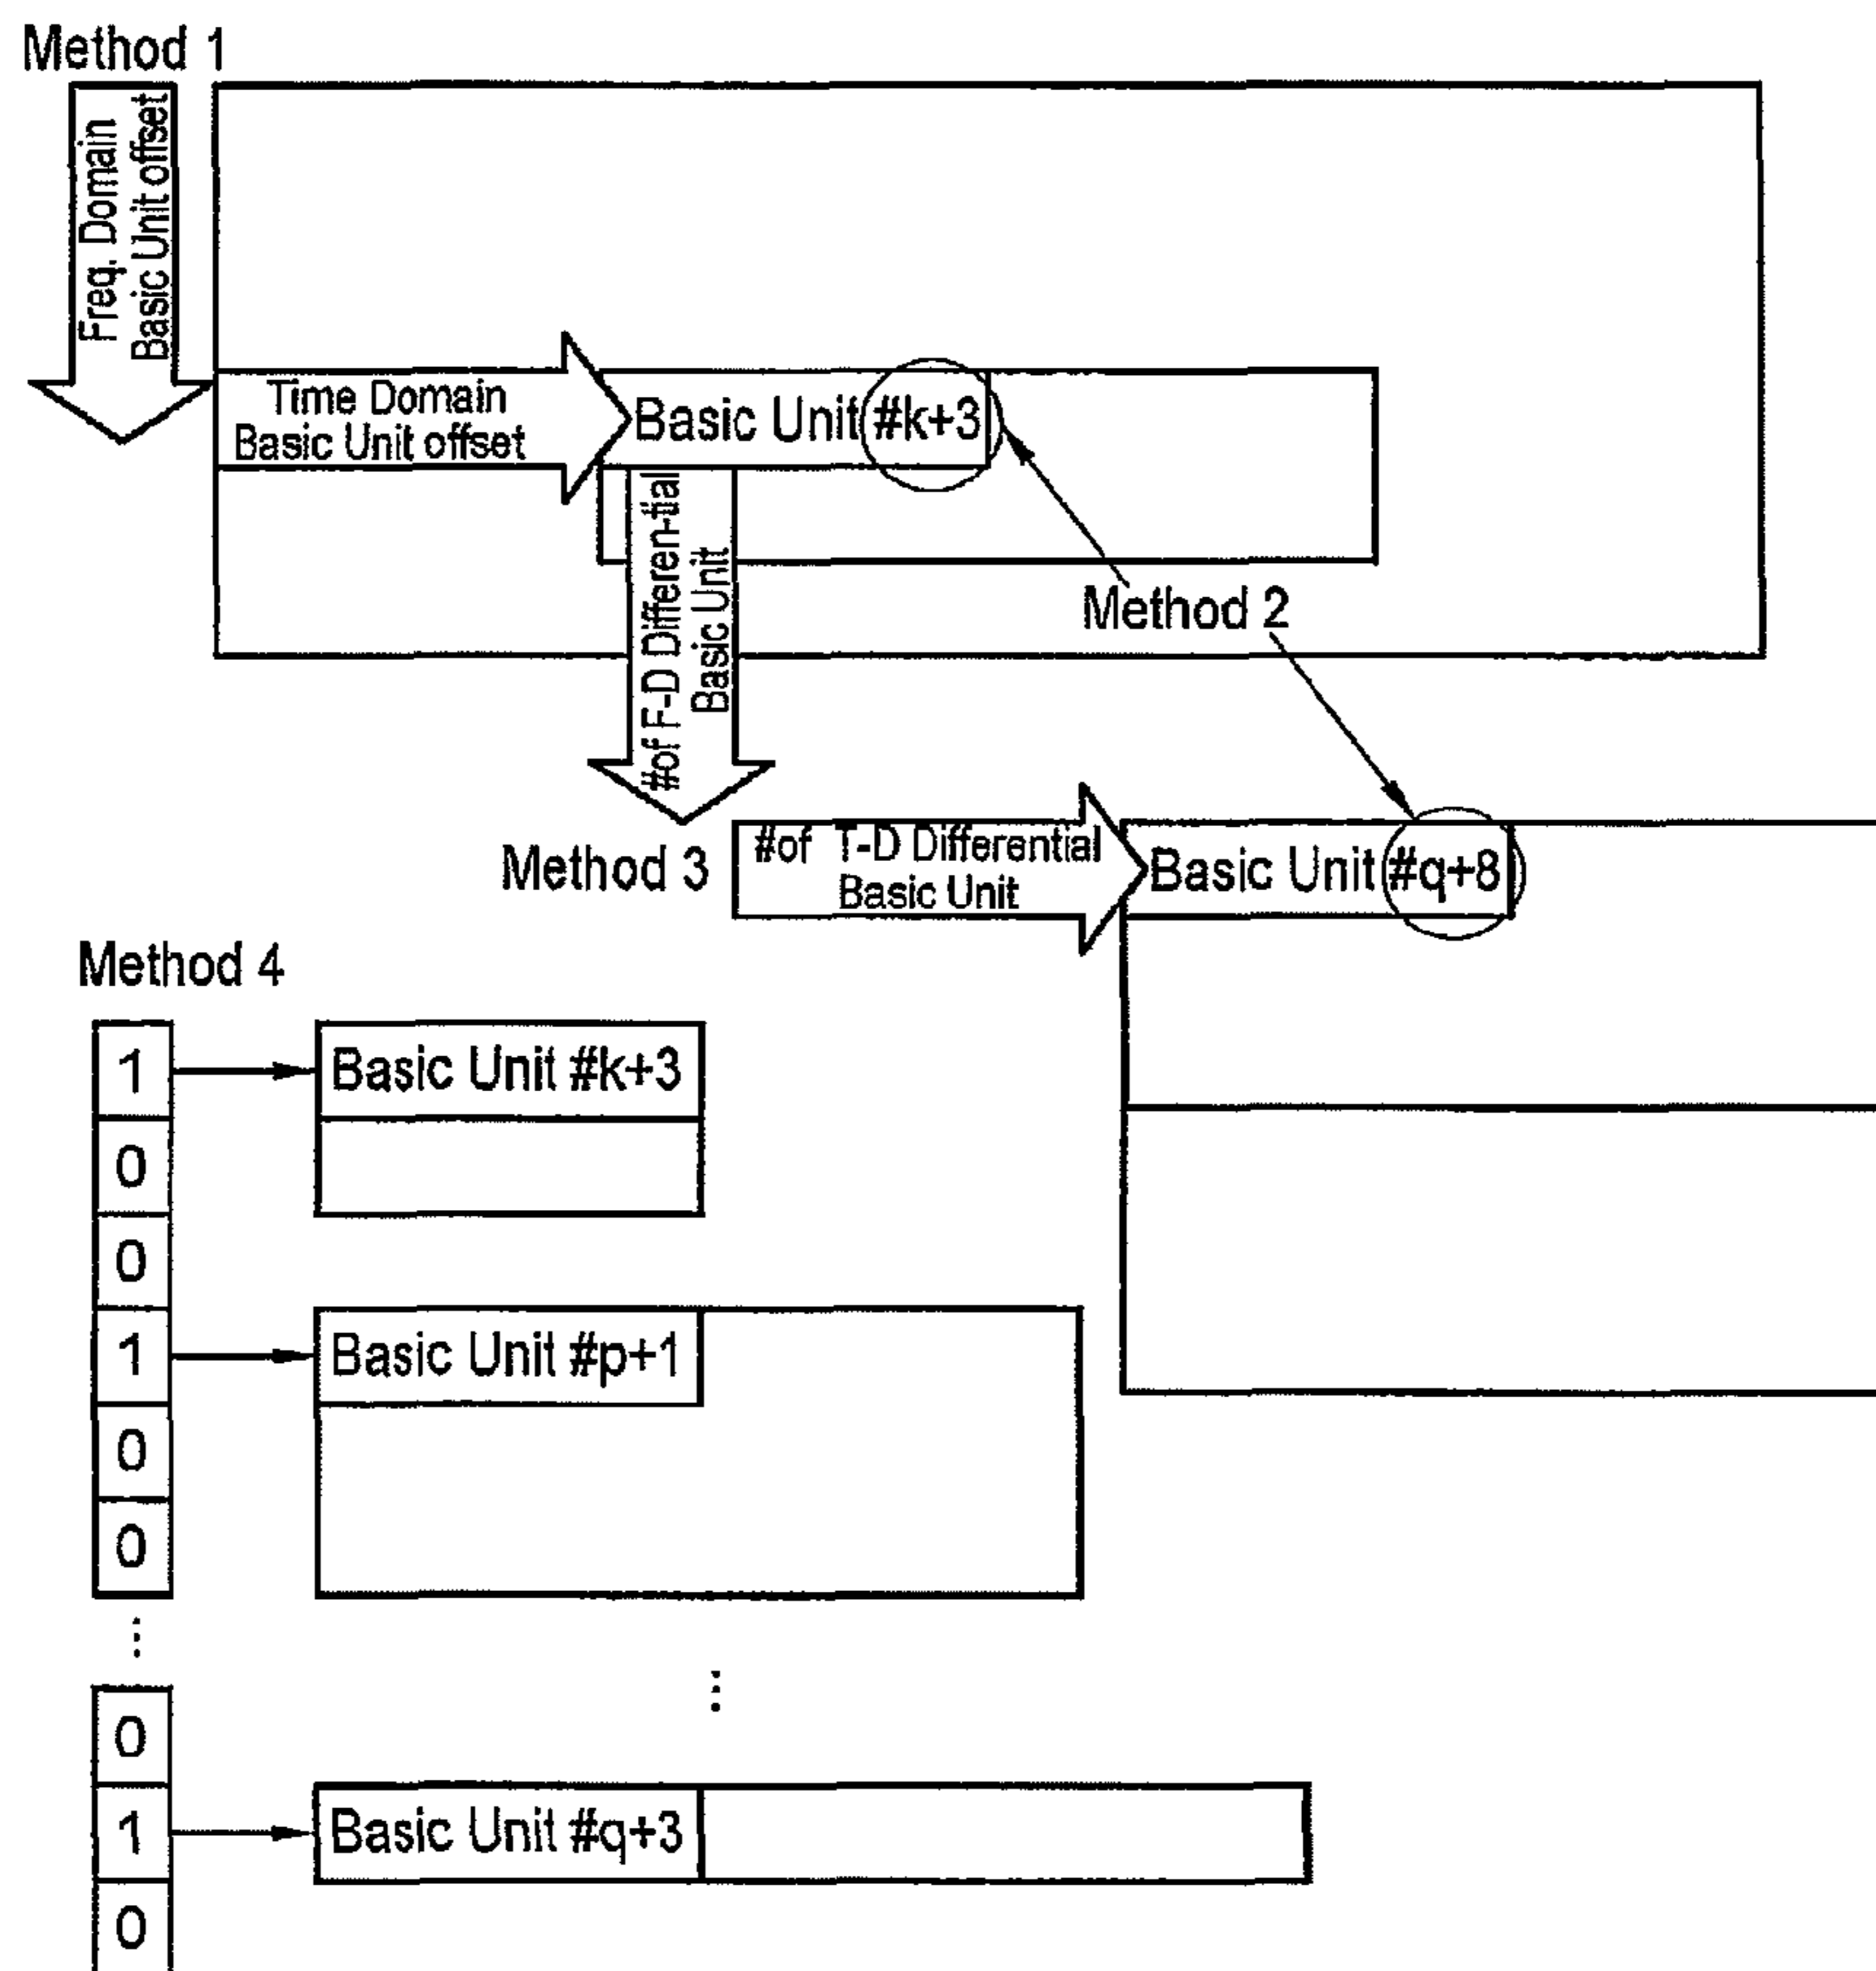 Method 1
Freq. Domain
Basic Unit offset
Time Domain
Basic Unit offset
Basic Unit #k+3
#of F-D Differen-tial
Basic Unit
Method 2
Method 3
#of T-D Differential
Basic Unit
Basic Unit #q+8
Method 4
1
Basic Unit #k+3
0
0
1
Basic Unit #p+1
0
0
⋮
⋮
0
1
Basic Unit #q+3
0